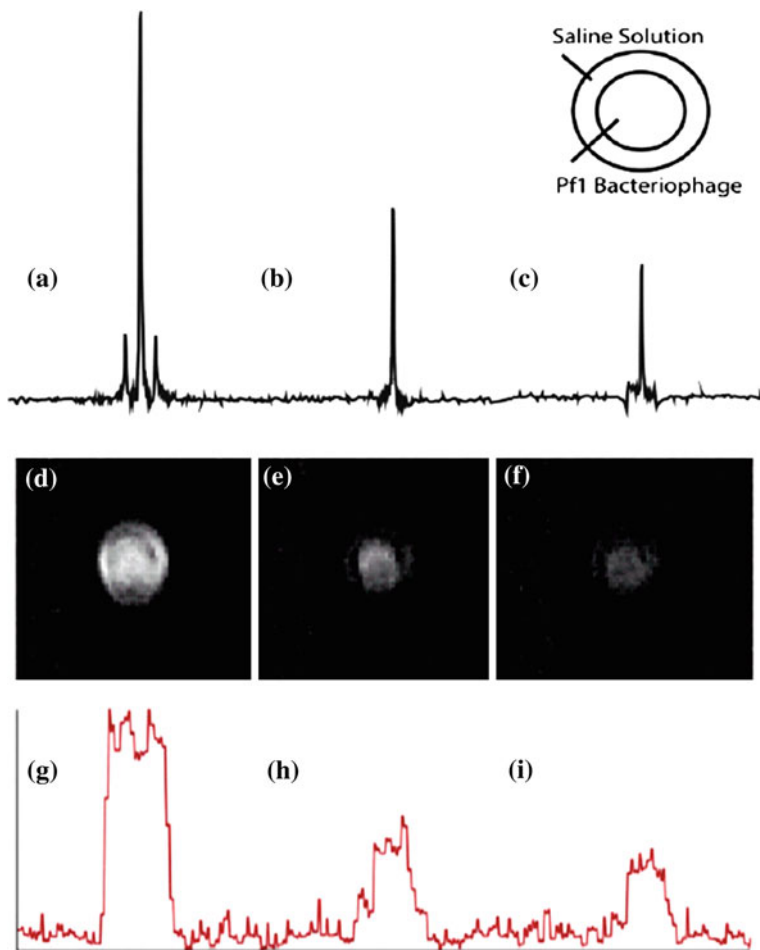 Saline Solution
Pf1 Bacteriophage
(a)
(b)
(c)
(d)
(e)
(f)
(g)
(h)
(i)